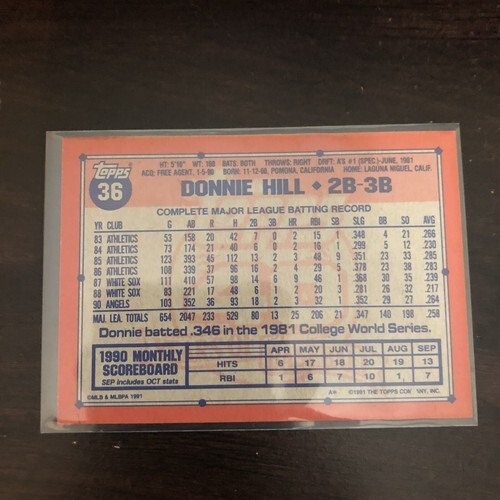 Topps
36
HT: 5'10" WT: 160 BATS: BOTH THROWS: RIGHT DRFT: A'S #1 (SPEC.)-JUNE, 1981
ACQ: FREE AGENT, 1-5-90 BORN: 11-12-60, POMONA, CALIFORNIA HOME: LAGUNA NIGUEL, CALIF.
DONNIE HILL ♦ 2B-3B
COMPLETE MAJOR LEAGUE BATTING RECORD
YR CLUB G AB R H 2B 3B HR RBI SB SLG BB SO AVG
83 ATHLETICS 53 158 20 42 7 0 2 15 1 .348 4 21 .266
84 ATHLETICS 73 174 21 40 6 0 2 16 1 .299 5 12 .230
85 ATHLETICS 123 393 45 112 13 2 3 48 9 .351 23 33 .285
86 ATHLETICS 108 339 37 96 16 2 4 29 5 .378 23 38 .283
87 WHITE SOX 111 410 57 98 14 6 9 46 1 .368 30 35 .239
88 WHITE SOX 83 221 17 48 6 1 2 20 3 .281 26 32 .217
90 ANGELS 103 352 36 93 18 2 3 32 1 .352 29 27 .264
MAJ. LEA. TOTALS 654 2047 233 529 80 13 25 206 21 .347 140 198 .258
Donnie batted .346 in the 1981 College World Series.
1990 MONTHLY SCOREBOARD
SEP includes OCT stats
APR MAY JUN JUL AUG SEP
HITS 6 17 18 20 19 13
RBI 1 6 7 10 1 7
©MLB & MLBPA 1991
A* ©1991 THE TOPPS COMPANY, INC.